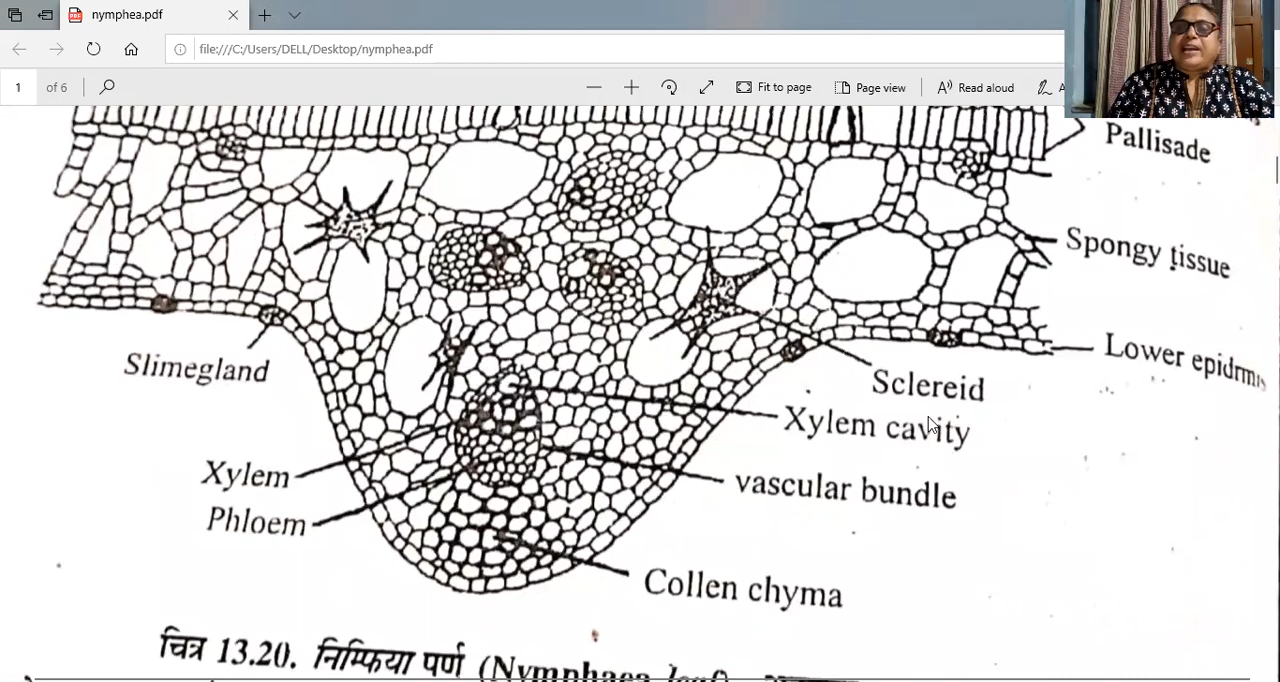 nymphea.pdf
file:///C:/Users/DELL/Desktop/nymphea.pdf
1 of 6
Fit to page
Page view
Read aloud
Pallisade
Spongy tissue
Lower epidrmis
Slimegland
Sclereid
Xylem cavity
Xylem
vascular bundle
Phloem
Collen chyma
चित्र 13.20. निम्फिया पर्ण (Nymphaea leaf)